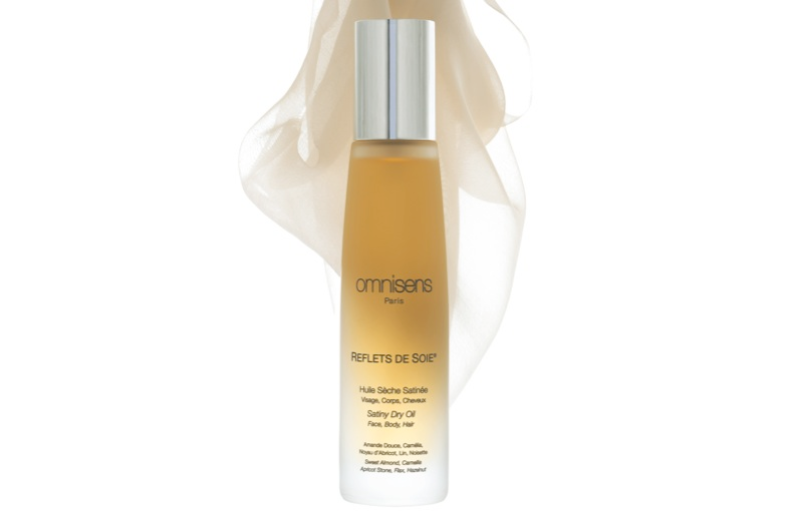 omnisens
Paris
REFLETS DE SOIE®
Huile Sèche Satinée
Visage, Corps, Cheveux
Satiny Dry Oil
Face, Body, Hair
Amande Douce, Camélia,
Noyau d'Abricot, Lin, Noisette
Sweet Almond, Camellia
Apricot Stone, Flax, Hazelnut